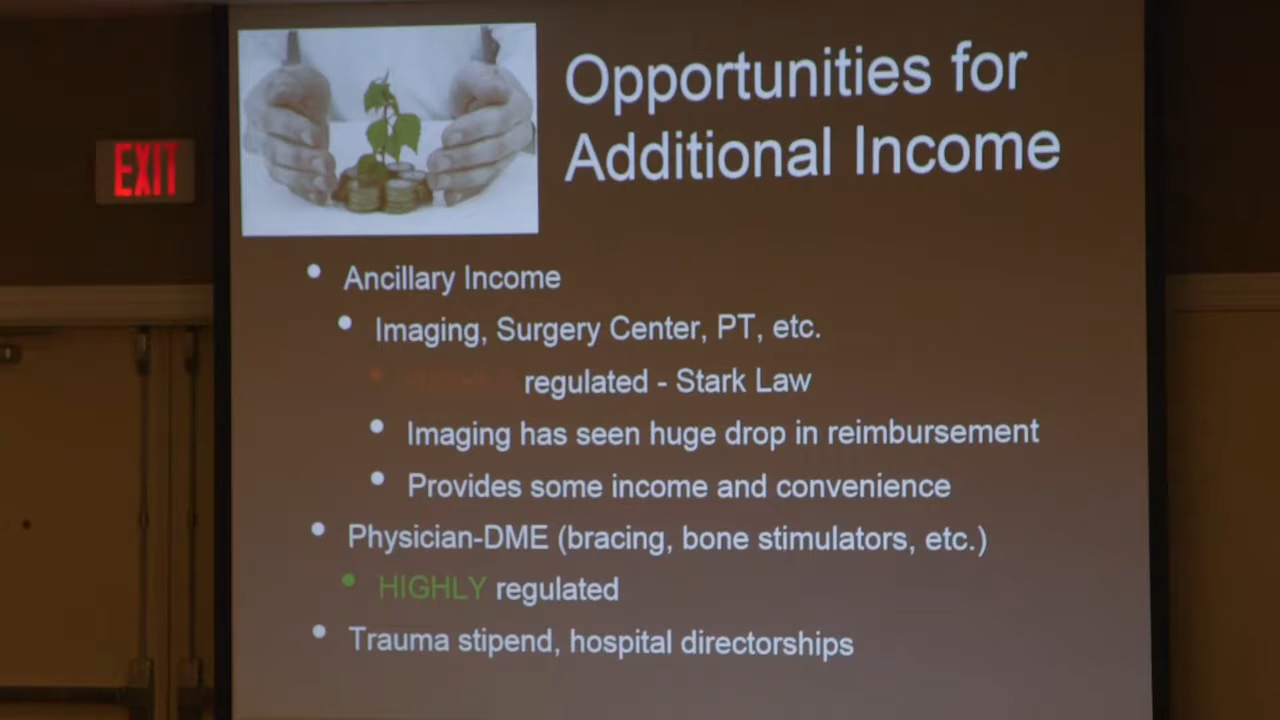 EXIT
Opportunities for
Additional Income
• Ancillary Income
• Imaging, Surgery Center, PT, etc.
• regulated - Stark Law
• Imaging has seen huge drop in reimbursement
• Provides some income and convenience
• Physician-DME (bracing, bone stimulators, etc.)
• HIGHLY regulated
• Trauma stipend, hospital directorships